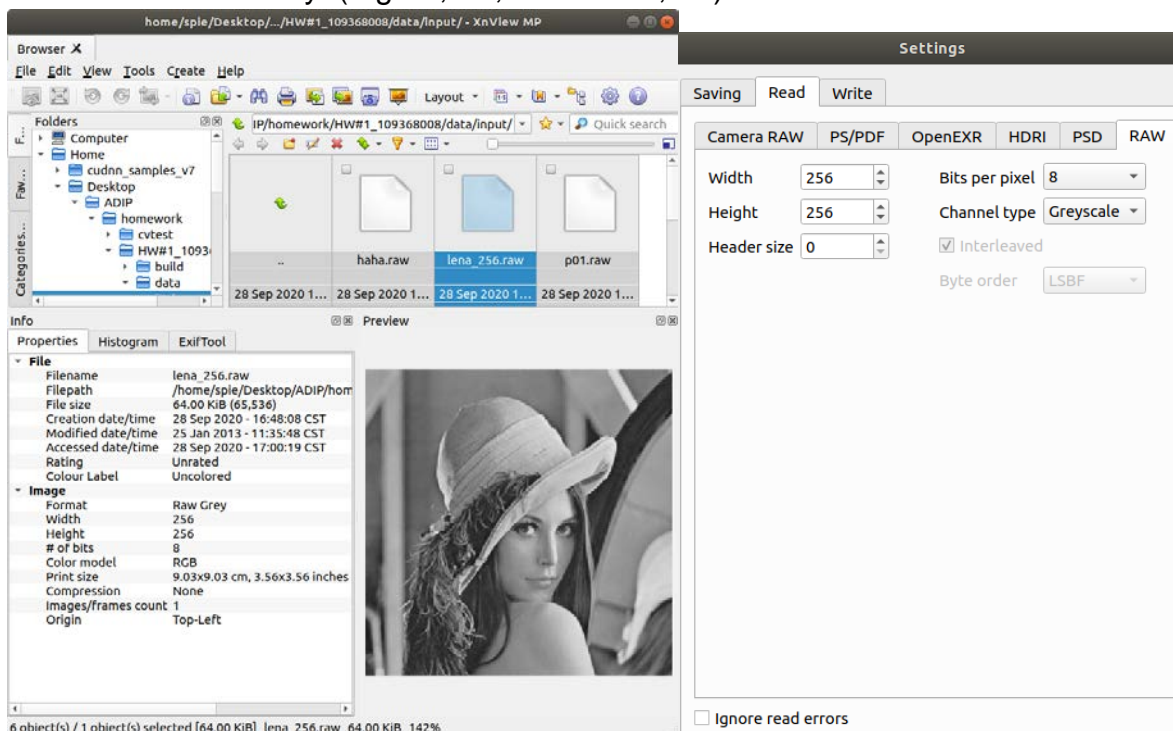 home/spie/Desktop/.../HW#1_109368008/data/input/ - XnView MP
Browser
File Edit View Tools Create Help
Layout
Folders
IP/homework/HW#1_109368008/data/input/
Quick search
Computer
Home
cudnn_samples_v7
Desktop
ADIP
homework
cvtest
HW#1_1093
build
data
F...
Fav...
Categories...
..
haha.raw
lena_256.raw
p01.raw
28 Sep 2020 1...
28 Sep 2020 1...
28 Sep 2020 1...
28 Sep 2020 1...
Info
Properties Histogram ExifTool
File
Filename lena_256.raw
Filepath /home/spie/Desktop/ADIP/hom
File size 64.00 KiB (65,536)
Creation date/time 28 Sep 2020 - 16:48:08 CST
Modified date/time 25 Jan 2013 - 11:35:48 CST
Accessed date/time 28 Sep 2020 - 17:00:19 CST
Rating Unrated
Colour Label Uncolored
Image
Format Raw Grey
Width 256
Height 256
# of bits 8
Color model RGB
Print size 9.03x9.03 cm, 3.56x3.56 inches
Compression None
Images/frames count 1
Origin Top-Left
Preview
6 object(s) / 1 object(s) selected [64.00 KiB] lena_256.raw 64.00 KiB 142%
Settings
Saving Read Write
Camera RAW PS/PDF OpenEXR HDRI PSD RAW
Width 256 Bits per pixel 8
Height 256 Channel type Greyscale
Header size 0 Interleaved
Byte order LSBF
Ignore read errors